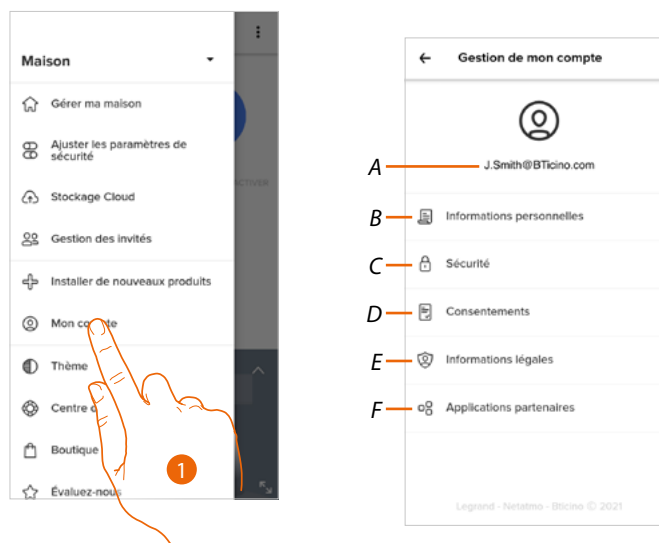 Maison
Gérer ma maison
Ajuster les paramètres de
sécurité
Stockage Cloud
Gestion des invités
Installer de nouveaux produits
Mon compte
Thème
Centre
Boutique
Évaluez-nous
CTIVER
1
Gestion de mon compte
A
J.Smith@BTicino.com
B
Informations personnelles
C
Sécurité
D
Consentements
E
Informations légales
F
Applications partenaires
Legrand - Netatmo - Bticino © 2021